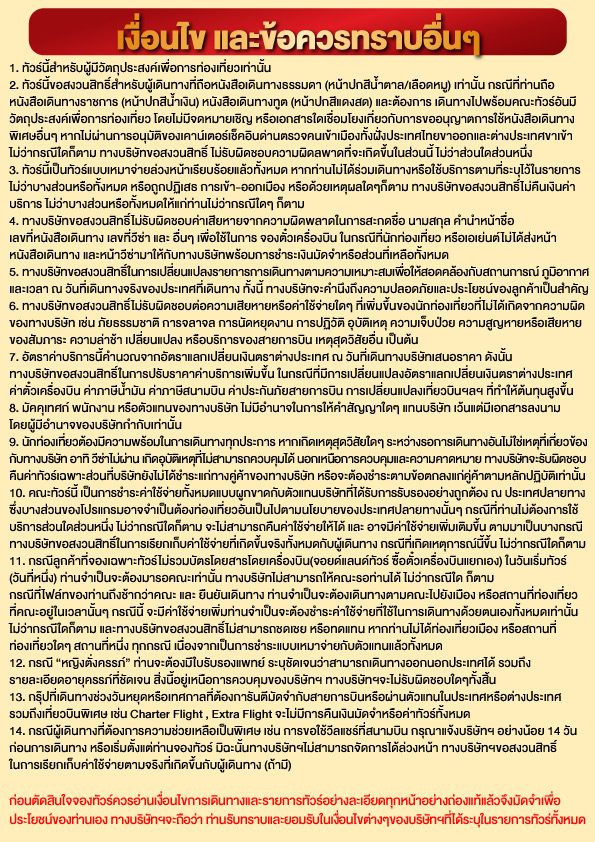 เงื่อนไข และข้อควรทราบอื่นๆ
1. ทัวร์นี้สำหรับผู้มีวัตถุประสงค์เพื่อการท่องเที่ยวเท่านั้น
2. ทัวร์นี้ขอสงวนสิทธิ์สำหรับผู้เดินทางที่ถือหนังสือเดินทางธรรมดา (หน้าปกสีน้ำตาล/เลือดหมู) เท่านั้น กรณีที่ท่านถือ
หนังสือเดินทางราชการ (หน้าปกสีน้ำเงิน) หนังสือเดินทางทูต (หน้าปกสีแดงสด) และต้องการ เดินทางไปพร้อมคณะทัวร์อันมี
วัตถุประสงค์เพื่อการท่องเที่ยว โดยไม่มีจดหมายเชิญ หรือเอกสารใดเชื่อมโยงเกี่ยวกับการขออนุญาตการใช้หนังสือเดินทาง
พิเศษอื่นๆ หากไม่ผ่านการอนุมัติของเคาน์เตอร์เช็คอินด่านตรวจคนเข้าเมืองทั้งฝั่งประเทศไทยขาออกและต่างประเทศขาเข้า
ไม่ว่ากรณีใดก็ตาม ทางบริษัทขอสงวนสิทธิ์ ไม่รับผิดชอบความผิดลพาดที่จะเกิดขึ้นในส่วนนี้ ไม่ว่าส่วนใดส่วนหนึ่ง
3. ทัวร์นี้เป็นทัวร์แบบเหมาจ่ายล่วงหน้าเรียบร้อยแล้วทั้งหมด หากท่านไม่ได้ร่วมเดินทางหรือใช้บริการตามที่ระบุไว้ในรายการ
ไม่ว่าบางส่วนหรือทั้งหมด หรือถูกปฏิเสธ การเข้า-ออกเมือง หรือด้วยเหตุผลใดๆก็ตาม ทางบริษัทขอสงวนสิทธิ์ไม่คืนเงินค่า
บริการ ไม่ว่าบางส่วนหรือทั้งหมดให้แก่ท่านไม่ว่ากรณีใดๆ ก็ตาม
4. ทางบริษัทขอสงวนสิทธิ์ไม่รับผิดชอบค่าเสียหายจากความผิดพลาดในการสะกดชื่อ นามสกุล คำนำหน้าชื่อ
เลขที่หนังสือเดินทาง เลขที่วีซ่า และ อื่นๆ เพื่อใช้ในการ จองตั๋วเครื่องบิน ในกรณีที่นักท่องเที่ยว หรือเอเย่นต์ไม่ได้ส่งหน้า
หนังสือเดินทาง และหน้าวีซ่ามาให้กับทางบริษัทพร้อมการชำระเงินมัดจำหรือส่วนที่เหลือทั้งหมด
5. ทางบริษัทขอสงวนสิทธิ์ในการเปลี่ยนแปลงรายการการเดินทางตามความเหมาะสมเพื่อให้สอดคล้องกับสถานการณ์ ภูมิอากาศ
และเวลา ณ วันที่เดินทางจริงของประเทศที่เดินทาง ทั้งนี้ ทางบริษัทจะคำนึงถึงความปลอดภัยและประโยชน์ของลูกค้าเป็นสำคัญ
6. ทางบริษัทขอสงวนสิทธิ์ไม่รับผิดชอบต่อความเสียหายหรือค่าใช้จ่ายใดๆ ที่เพิ่มขึ้นของนักท่องเที่ยวที่ไม่ได้เกิดจากความผิด
ของทางบริษัท เช่น ภัยธรรมชาติ การจลาจล การนัดหยุดงาน การปฏิวัติ อุบัติเหตุ ความเจ็บป่วย ความสูญหายหรือเสียหาย
ของสัมภาระ ความล่าช้า เปลี่ยนแปลง หรือบริการของสายการบิน เหตุสุดวิสัยอื่น เป็นต้น
7. อัตราค่าบริการนี้คำนวณจากอัตราแลกเปลี่ยนเงินตราต่างประเทศ ณ วันที่เดินทางบริษัทเสนอราคา ดังนั้น
ทางบริษัทขอสงวนสิทธิ์ในการปรับราคาค่าบริการเพิ่มขึ้น ในกรณีที่มีการเปลี่ยนแปลงอัตราแลกเปลี่ยนเงินตราต่างประเทศ
ค่าตั๋วเครื่องบิน ค่าภาษีน้ำมัน ค่าภาษีสนามบิน ค่าประกันภัยสายการบิน การเปลี่ยนแปลงเที่ยวบินฯลฯ ที่ทำให้ต้นทุนสูงขึ้น
8. มัคคุเทศก์ พนักงาน หรือตัวแทนของทางบริษัท ไม่มีอำนาจในการให้คำสัญญาใดๆ แทนบริษัท เว้นแต่มีเอกสารลงนาม
โดยผู้มีอำนาจของบริษัทกำกับเท่านั้น
9. นักท่องเที่ยวต้องมีความพร้อมในการเดินทางทุกประการ หากเกิดเหตุสุดวิสัยใดๆ ระหว่างรอการเดินทางอันไม่ใช่เหตุที่เกี่ยวข้อง
กับทางบริษัท อาทิ วีซ่าไม่ผ่าน เกิดอุบัติเหตุที่ไม่สามารถควบคุมได้ นอกเหนือการควบคุมและความคาดหมาย ทางบริษัทจะรับผิดชอบ
คืนค่าทัวร์เฉพาะส่วนที่บริษัทยังไม่ได้ชำระแก่ทางคู่ค้าของทางบริษัท หรือจะต้องชำระตามข้อตกลงแก่คู่ค้าตามหลักปฏิบัติเท่านั้น
10. คณะทัวร์นี้ เป็นการชำระค่าใช้จ่ายทั้งหมดแบบผูกขาดกับตัวแทนบริษัทที่ได้รับการรับรองอย่างถูกต้อง ณ ประเทศปลายทาง
ซึ่งบางส่วนของโปรแกรมอาจจำเป็นต้องท่องเที่ยวอันเป็นไปตามนโยบายของประเทศปลายทางนั้นๆ กรณีที่ท่านไม่ต้องการใช้
บริการส่วนใดส่วนหนึ่ง ไม่ว่ากรณีใดก็ตาม จะไม่สามารถคืนค่าใช้จ่ายให้ได้ และ อาจมีค่าใช้จ่ายเพิ่มเติมขึ้น ตามมาเป็นบางกรณี
ทางบริษัทขอสงวนสิทธิ์ในการเรียกเก็บค่าใช้จ่ายที่เกิดขึ้นจริงทั้งหมดกับผู้เดินทาง กรณีที่เกิดเหตุการณ์นี้ขึ้น ไม่ว่ากรณีใดก็ตาม
11. กรณีลูกค้าที่จองเฉพาะทัวร์ไม่รวมบัตรโดยสารโดยเครื่องบิน(จอยด์แลนด์ทัวร์ ซื้อตั๋วเครื่องบินแยกเอง) ในวันเริ่มทัวร์
(วันที่หนึ่ง) ท่านจำเป็นจะต้องมารอคณะเท่านั้น ทางบริษัทไม่สามารถให้คณะรอท่านได้ ไม่ว่ากรณีใด ก็ตาม
กรณีที่ไฟล์ทของท่านถึงช้ากว่าคณะ และ ยืนยันเดินทาง ท่านจำเป็นจะต้องเดินทางตามคณะไปยังเมือง หรือสถานที่ท่องเที่ยว
ที่คณะอยู่ในเวลานั้นๆ กรณีนี้ จะมีค่าใช้จ่ายเพิ่มท่านจำเป็นจะต้องชำระค่าใช้จ่ายที่ใช้ในการเดินทางด้วยตนเองทั้งหมดเท่านั้น
ไม่ว่ากรณีใดก็ตาม และทางบริษัทขอสงวนสิทธิ์ไม่สามารถชดเชย หรือทดแทน หากท่านไม่ได้ท่องเที่ยวเมือง หรือสถานที่
ท่องเที่ยวใดๆ สถานที่หนึ่ง ทุกกรณี เนื่องจากเป็นการชำระแบบเหมาจ่ายกับตัวแทนแล้วทั้งหมด
12. กรณี “หญิงตั้งครรภ์” ท่านจะต้องมีใบรับรองแพทย์ ระบุชัดเจนว่าสามารถเดินทางออกนอกประเทศได้ รวมถึง
รายละเอียดอายุครรภ์ที่ชัดเจน สิ่งนี้อยู่เหนือการควบคุมของบริษัทฯ ทางบริษัทฯจะไม่รับผิดชอบใดๆทั้งสิ้น
13. กรุ๊ปที่เดินทางช่วงวันหยุดหรือเทศกาลที่ต้องการันตีมัดจำกับสายการบินหรือผ่านตัวแทนในประเทศหรือต่างประเทศ
รวมถึงเที่ยวบินพิเศษ เช่น Charter Flight , Extra Flight จะไม่มีการคืนเงินมัดจำหรือค่าทัวร์ทั้งหมด
14. กรณีผู้เดินทางที่ต้องการความช่วยเหลือเป็นพิเศษ เช่น การขอใช้วีลแชร์ที่สนามบิน กรุณาแจ้งบริษัทฯ อย่างน้อย 14 วัน
ก่อนการเดินทาง หรือเริ่มตั้งแต่ท่านจองทัวร์ มิฉะนั้นทางบริษัทฯไม่สามารถจัดการได้ล่วงหน้า ทางบริษัทฯขอสงวนสิทธิ์
ในการเรียกเก็บค่าใช้จ่ายตามจริงที่เกิดขึ้นกับผู้เดินทาง (ถ้ามี)
ก่อนตัดสินใจจองทัวร์ควรอ่านเงื่อนไขการเดินทางและรายการทัวร์อย่างละเอียดทุกหน้าอย่างถ่องแท้แล้วจึงมัดจำเพื่อ
ประโยชน์ของท่านเอง ทางบริษัทฯจะถือว่า ท่านรับทราบและยอมรับในเงื่อนไขต่างๆของบริษัทฯที่ได้ระบุในรายการทัวร์ทั้งหมด